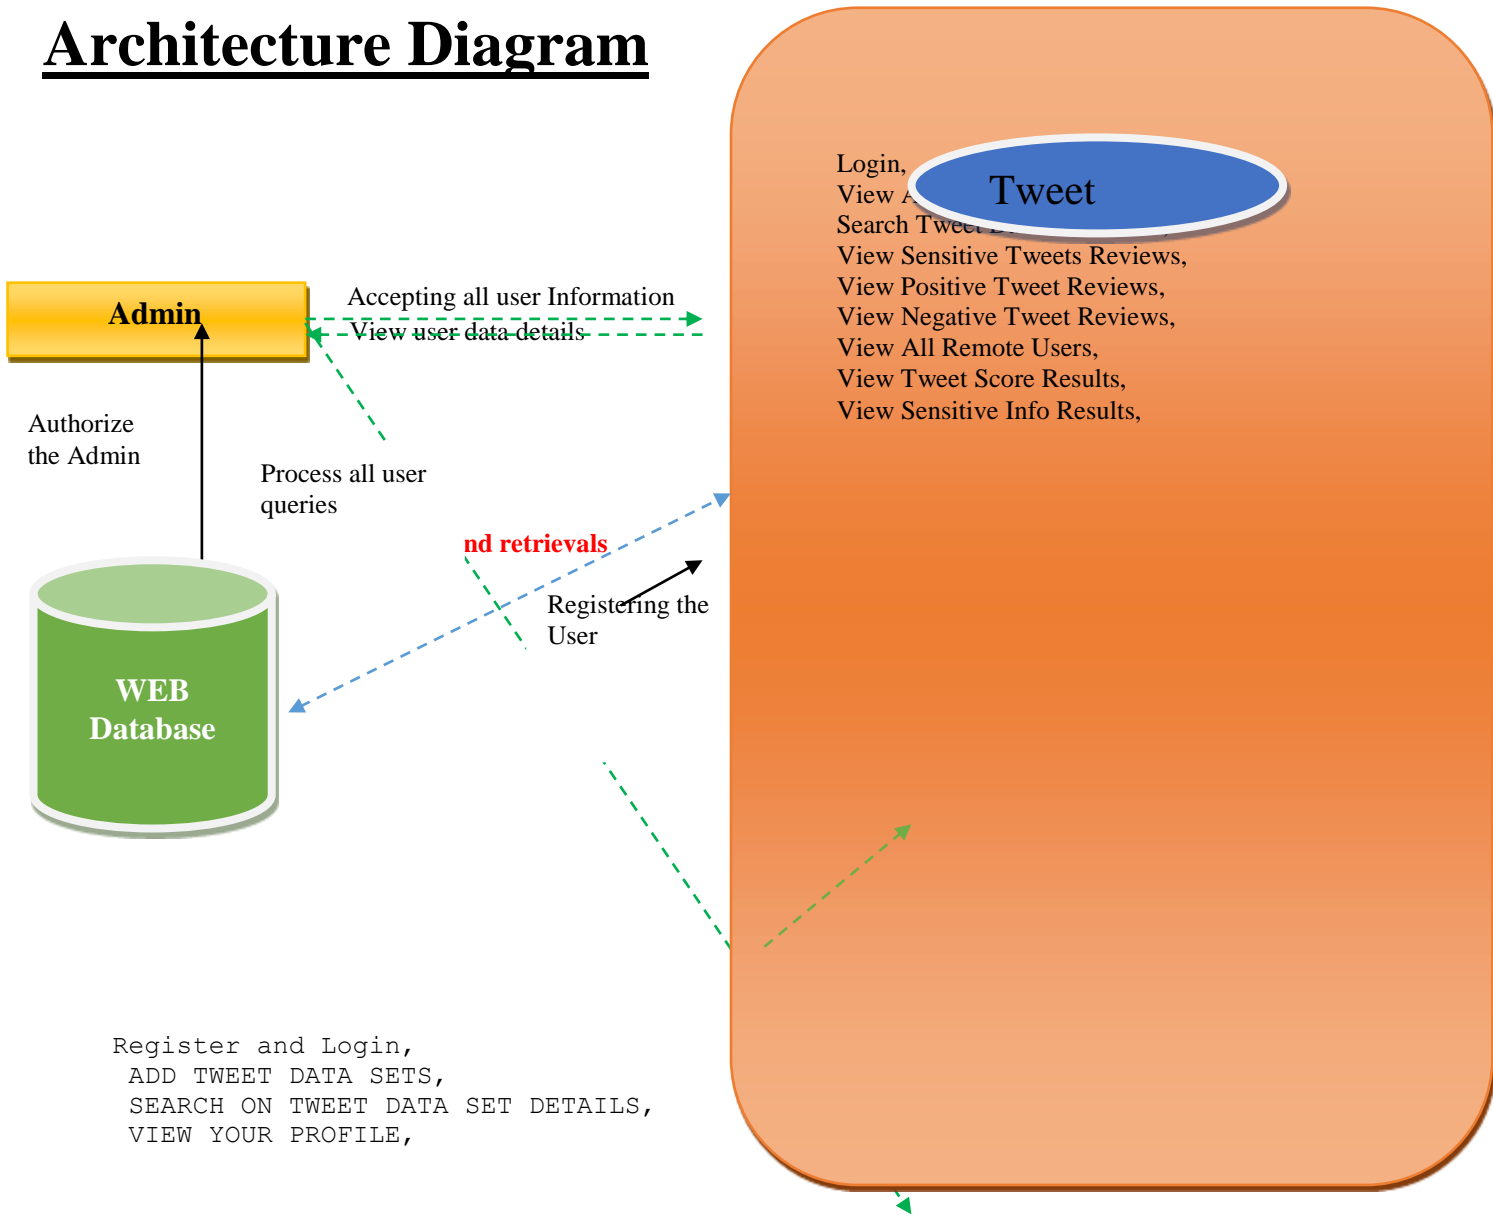 Architecture Diagram
Login,
View
Tweet
Search Tweet
View Sensitive Tweets Reviews,
View Positive Tweet Reviews,
View Negative Tweet Reviews,
View All Remote Users,
View Tweet Score Results,
View Sensitive Info Results,
Admin
Accepting all user Information
View user data details
Authorize
the Admin
Process all user
queries
nd retrievals
Registering the
User
WEB
Database
Register and Login,
ADD TWEET DATA SETS,
SEARCH ON TWEET DATA SET DETAILS,
VIEW YOUR PROFILE,